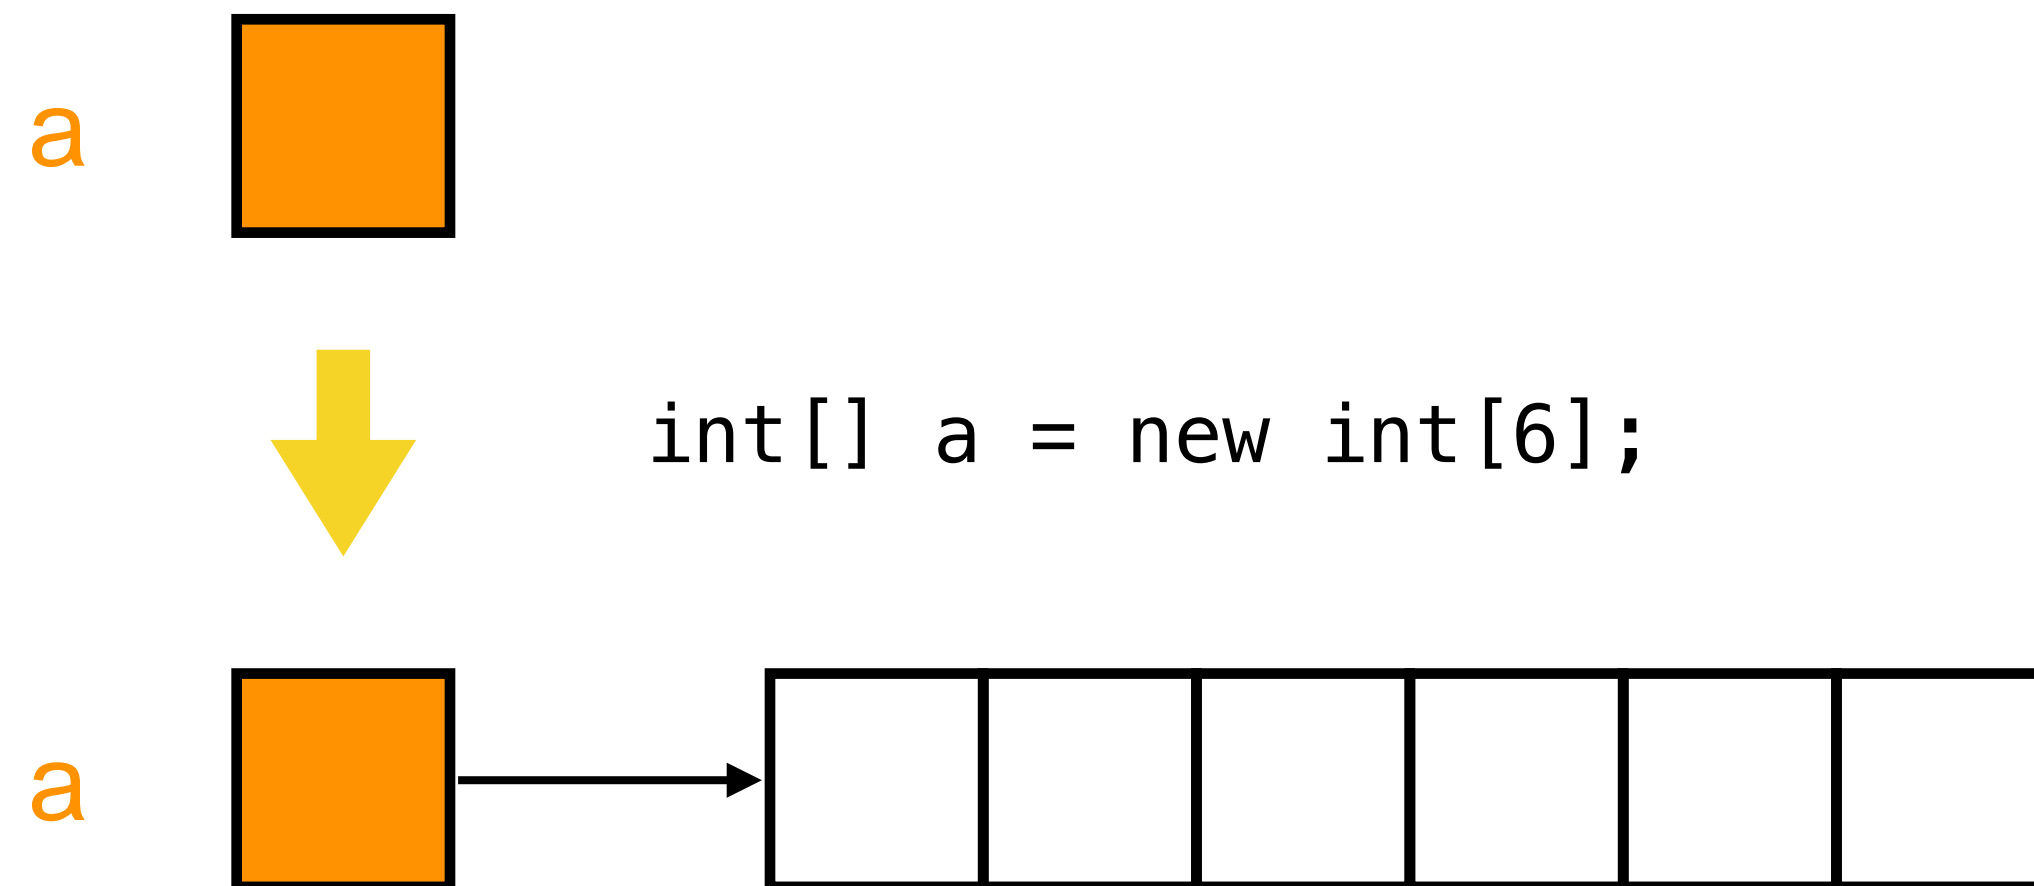 a
int[] a = new int[6];
a